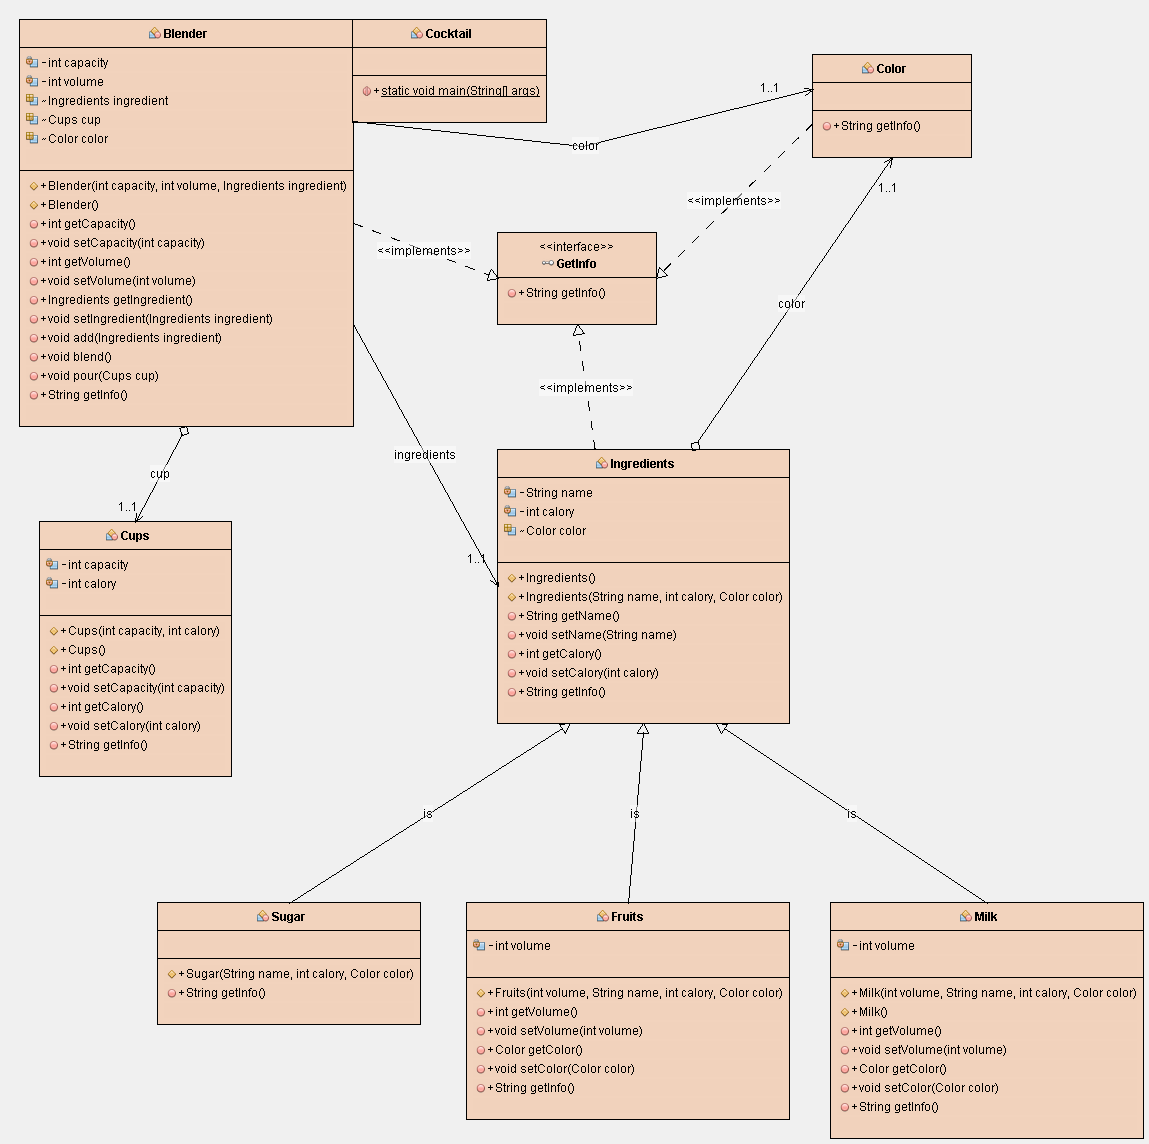 Blender
- int capacity
- int volume
~ Ingredients ingredient
~ Cups cup
~ Color color
+ Blender(int capacity, int volume, Ingredients ingredient)
+ Blender()
+ int getCapacity()
+ void setCapacity(int capacity)
+ int getVolume()
+ void setVolume(int volume)
+ Ingredients getIngredient()
+ void setIngredient(Ingredients ingredient)
+ void add(Ingredients ingredient)
+ void blend()
+ void pour(Cups cup)
+ String getInfo()
Cocktail
+ static void main(String[] args)
Color
+ String getInfo()
1..1
color
<<implements>>
<<implements>>
1..1
<<interface>>
GetInfo
+ String getInfo()
color
<<implements>>
ingredients
1..1
cup
1..1
Cups
- int capacity
- int calory
+ Cups(int capacity, int calory)
+ Cups()
+ int getCapacity()
+ void setCapacity(int capacity)
+ int getCalory()
+ void setCalory(int calory)
+ String getInfo()
Ingredients
- String name
- int calory
~ Color color
+ Ingredients()
+ Ingredients(String name, int calory, Color color)
+ String getName()
+ void setName(String name)
+ int getCalory()
+ void setCalory(int calory)
+ String getInfo()
is
is
is
Sugar
+ Sugar(String name, int calory, Color color)
+ String getInfo()
Fruits
- int volume
+ Fruits(int volume, String name, int calory, Color color)
+ int getVolume()
+ void setVolume(int volume)
+ Color getColor()
+ void setColor(Color color)
+ String getInfo()
Milk
- int volume
+ Milk(int volume, String name, int calory, Color color)
+ Milk()
+ int getVolume()
+ void setVolume(int volume)
+ Color getColor()
+ void setColor(Color color)
+ String getInfo()